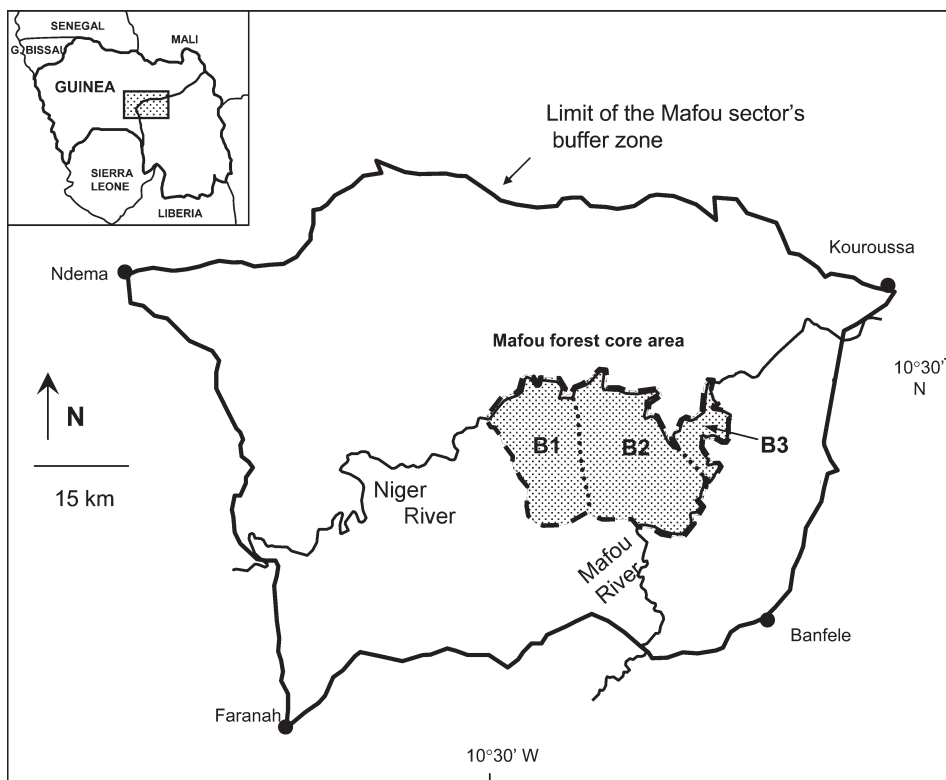 SENEGAL
G. BISSAU
MALI
GUINEA
SIERRA
LEONE
LIBERIA
Limit of the Mafou sector's
buffer zone
Kouroussa
Ndema
Mafou forest core area
10°30'
N
N
B1
B2
B3
15 km
Niger
River
Mafou
River
Banfele
Faranah
10°30' W